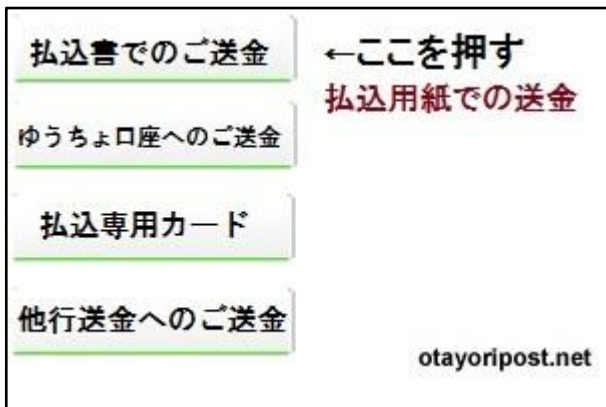 払込書でのご送金
←ここを押す
払込用紙での送金
ゆうちょ口座へのご送金
払込専用カード
他行送金へのご送金
otayoripost.net